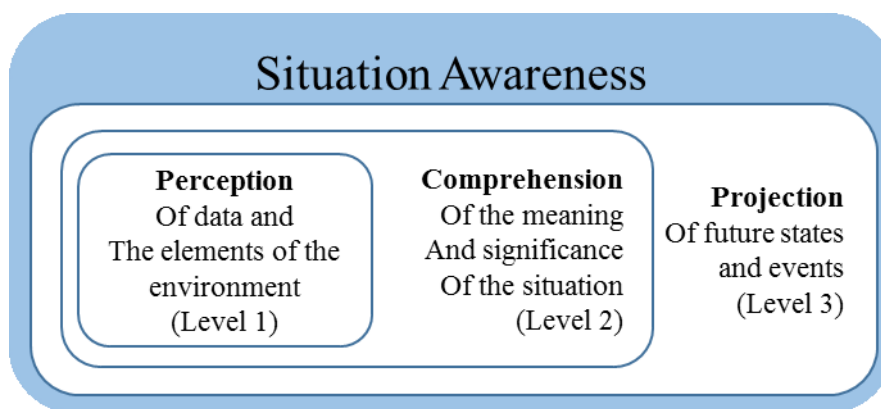 Situation Awareness
Perception
Of data and
The elements of the
environment
(Level 1)
Comprehension
Of the meaning
And significance
Of the situation
(Level 2)
Projection
Of future states
and events
(Level 3)